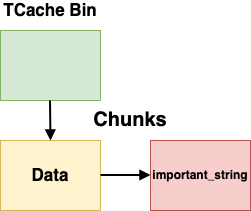 TCache Bin
Chunks
Data
important_string